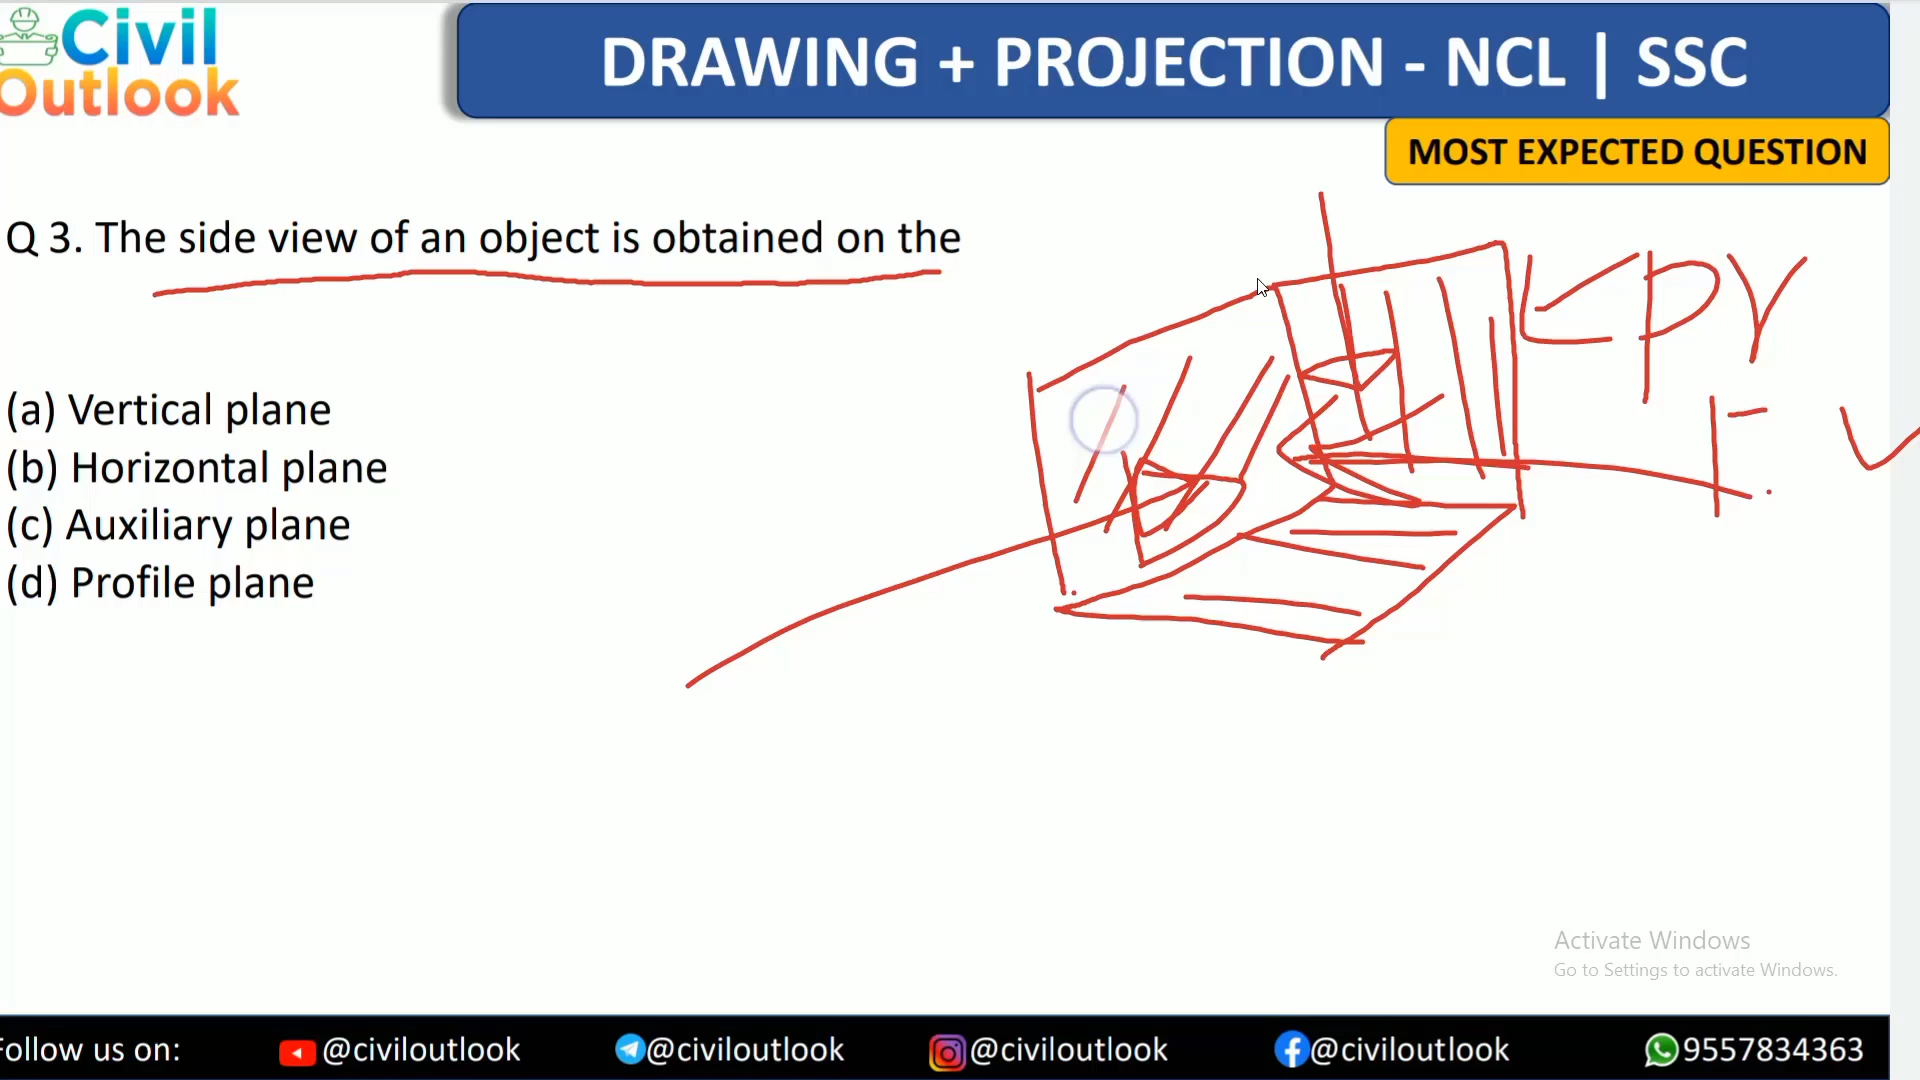 Civil
Outlook
DRAWING + PROJECTION - NCL | SSC
MOST EXPECTED QUESTION
Q 3. The side view of an object is obtained on the
(a) Vertical plane
(b) Horizontal plane
(c) Auxiliary plane
(d) Profile plane
F
Activate Windows
Go to Settings to activate Windows.
Follow us on:
@civiloutlook
@civiloutlook
@civiloutlook
@civiloutlook
9557834363